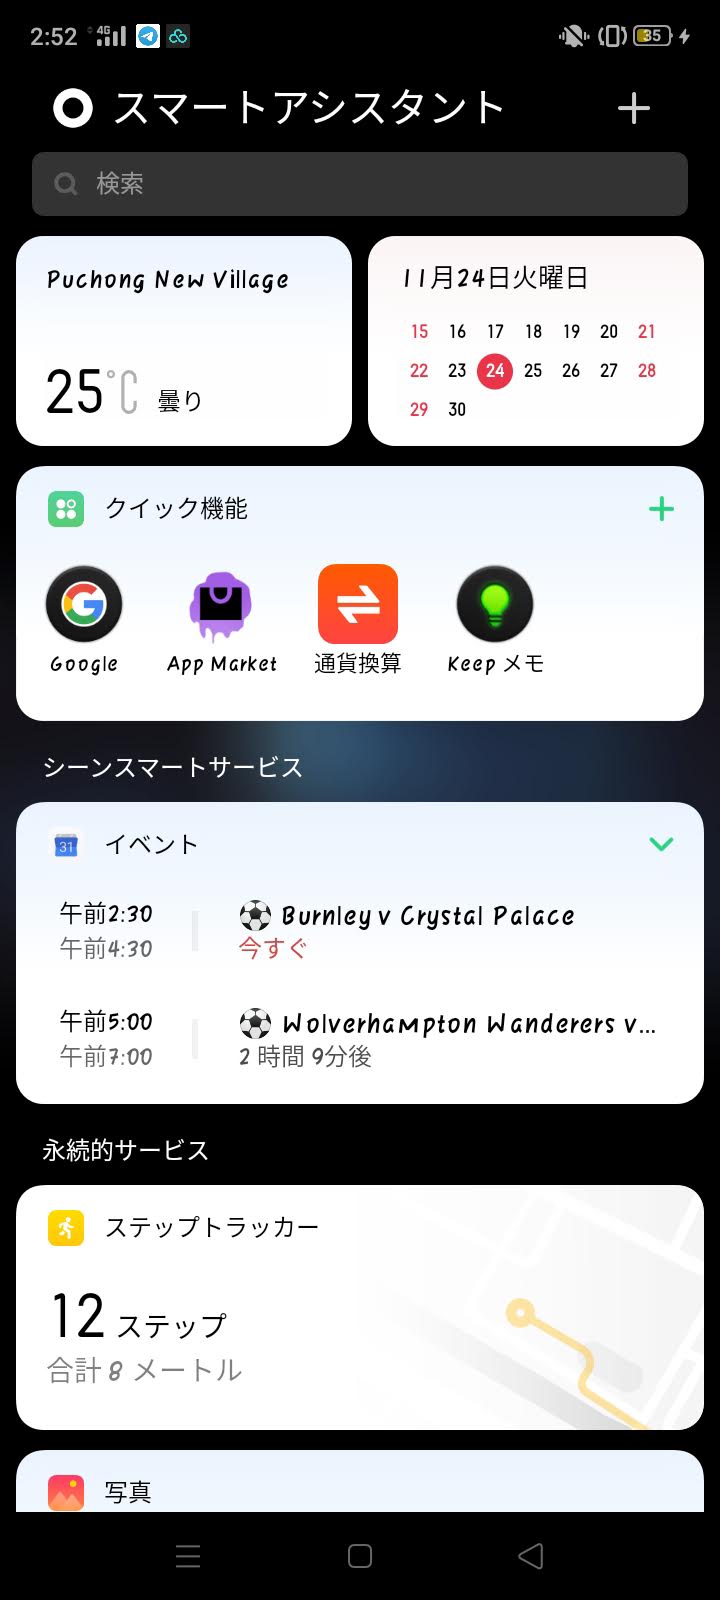 2:52 4G 35
スマートアシスタント
検索
Puchong New Village
25℃ 曇り
11月24日火曜日
15 16 17 18 19 20 21
22 23 24 25 26 27 28
29 30
クイック機能
Google App Market 通貨換算 Keep メモ
シーンスマートサービス
31 イベント
午前2:30 ⚽ Burnley v Crystal Palace
午前4:30 今すぐ
午前5:00 ⚽ Wolverhampton Wanderers v...
午前7:00 2 時間 9分後
永続的サービス
ステップトラッカー
12 ステップ
合計 8 メートル
写真